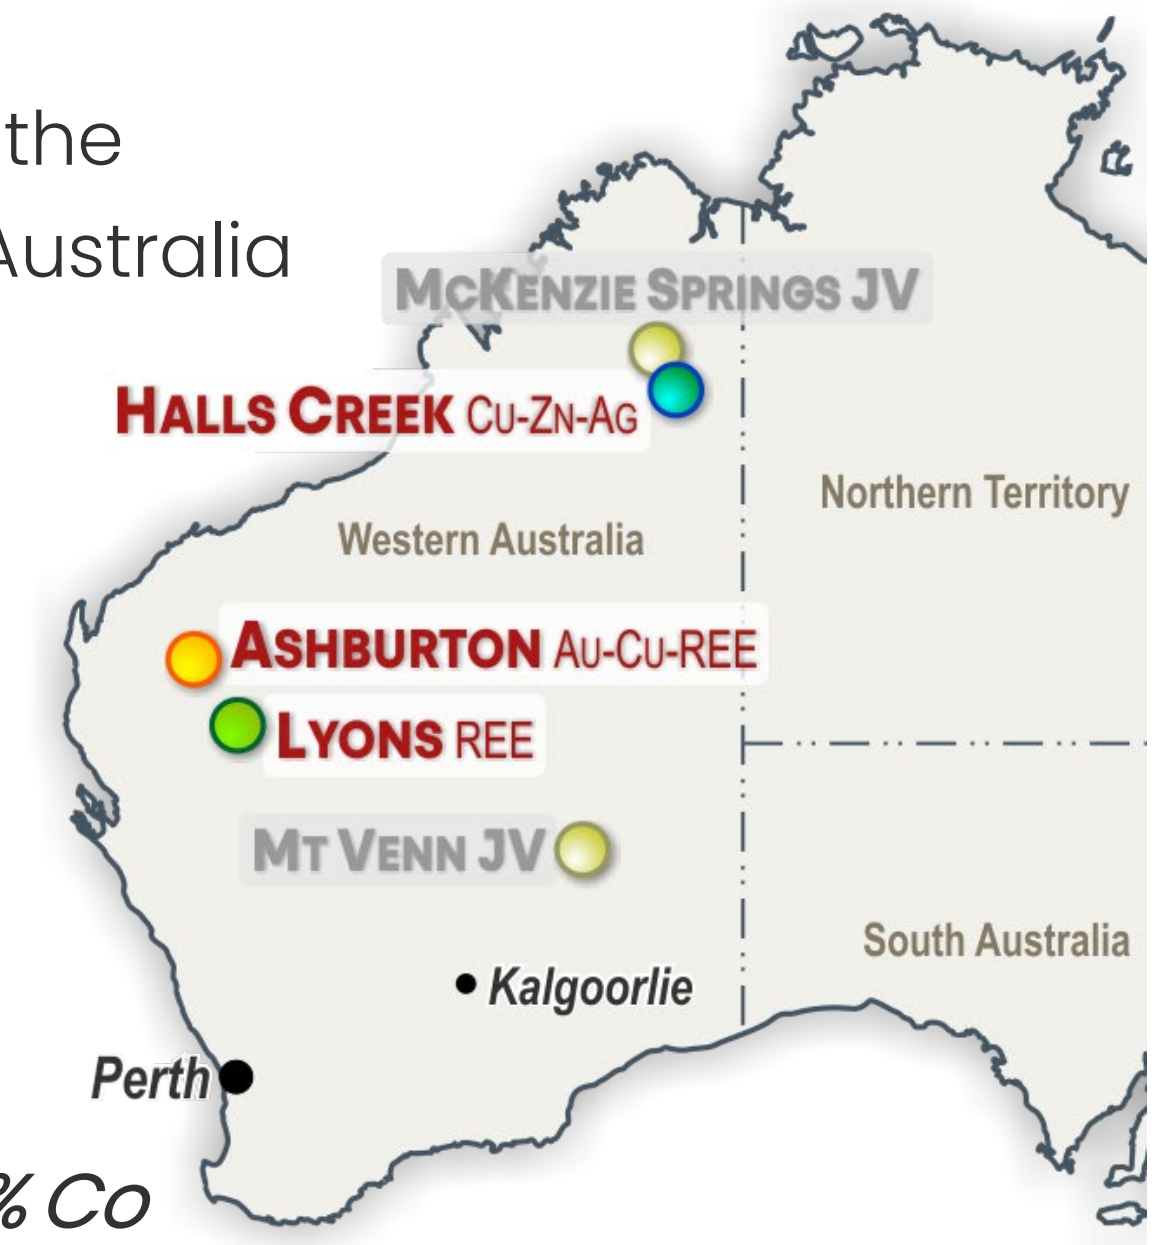 the
Australia
McKenzie Springs JV
Halls Creek Cu-Zn-Ag
Northern Territory
Western Australia
Ashburton Au-Cu-REE
Lyons REE
Mt Venn JV
South Australia
Kalgoorlie
Perth
% Co